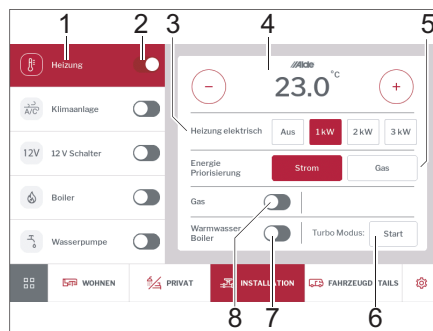 1 2 3 4 5
Heizung
Alde
23.0 °C
− +
A/C
Klimaanlage
Heizung elektrisch Aus 1 kW 2 kW 3 kW
12V
12 V Schalter
Energie
Priorisierung
Strom Gas
Boiler
Gas
Wasserpumpe
Warmwasser
Boiler
Turbo Modus: Start
WOHNEN PRIVAT INSTALLATION FAHRZEUGD TAILS
8 7 6